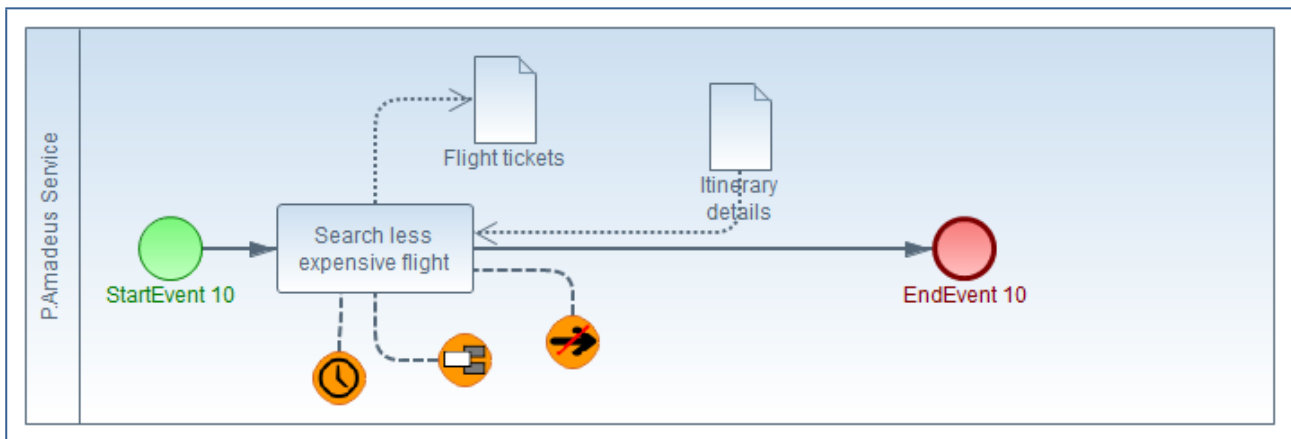 P.Amadeus Service
Flight tickets
Itinerary
details
Search less
expensive flight
StartEvent 10
EndEvent 10